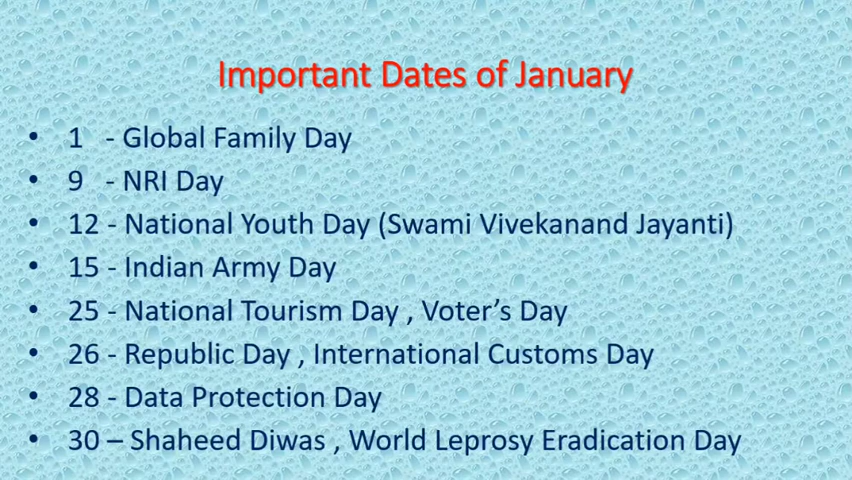 Important Dates of January
• 1 - Global Family Day
• 9 - NRI Day
• 12 - National Youth Day (Swami Vivekanand Jayanti)
• 15 - Indian Army Day
• 25 - National Tourism Day , Voter’s Day
• 26 - Republic Day , International Customs Day
• 28 - Data Protection Day
• 30 – Shaheed Diwas , World Leprosy Eradication Day